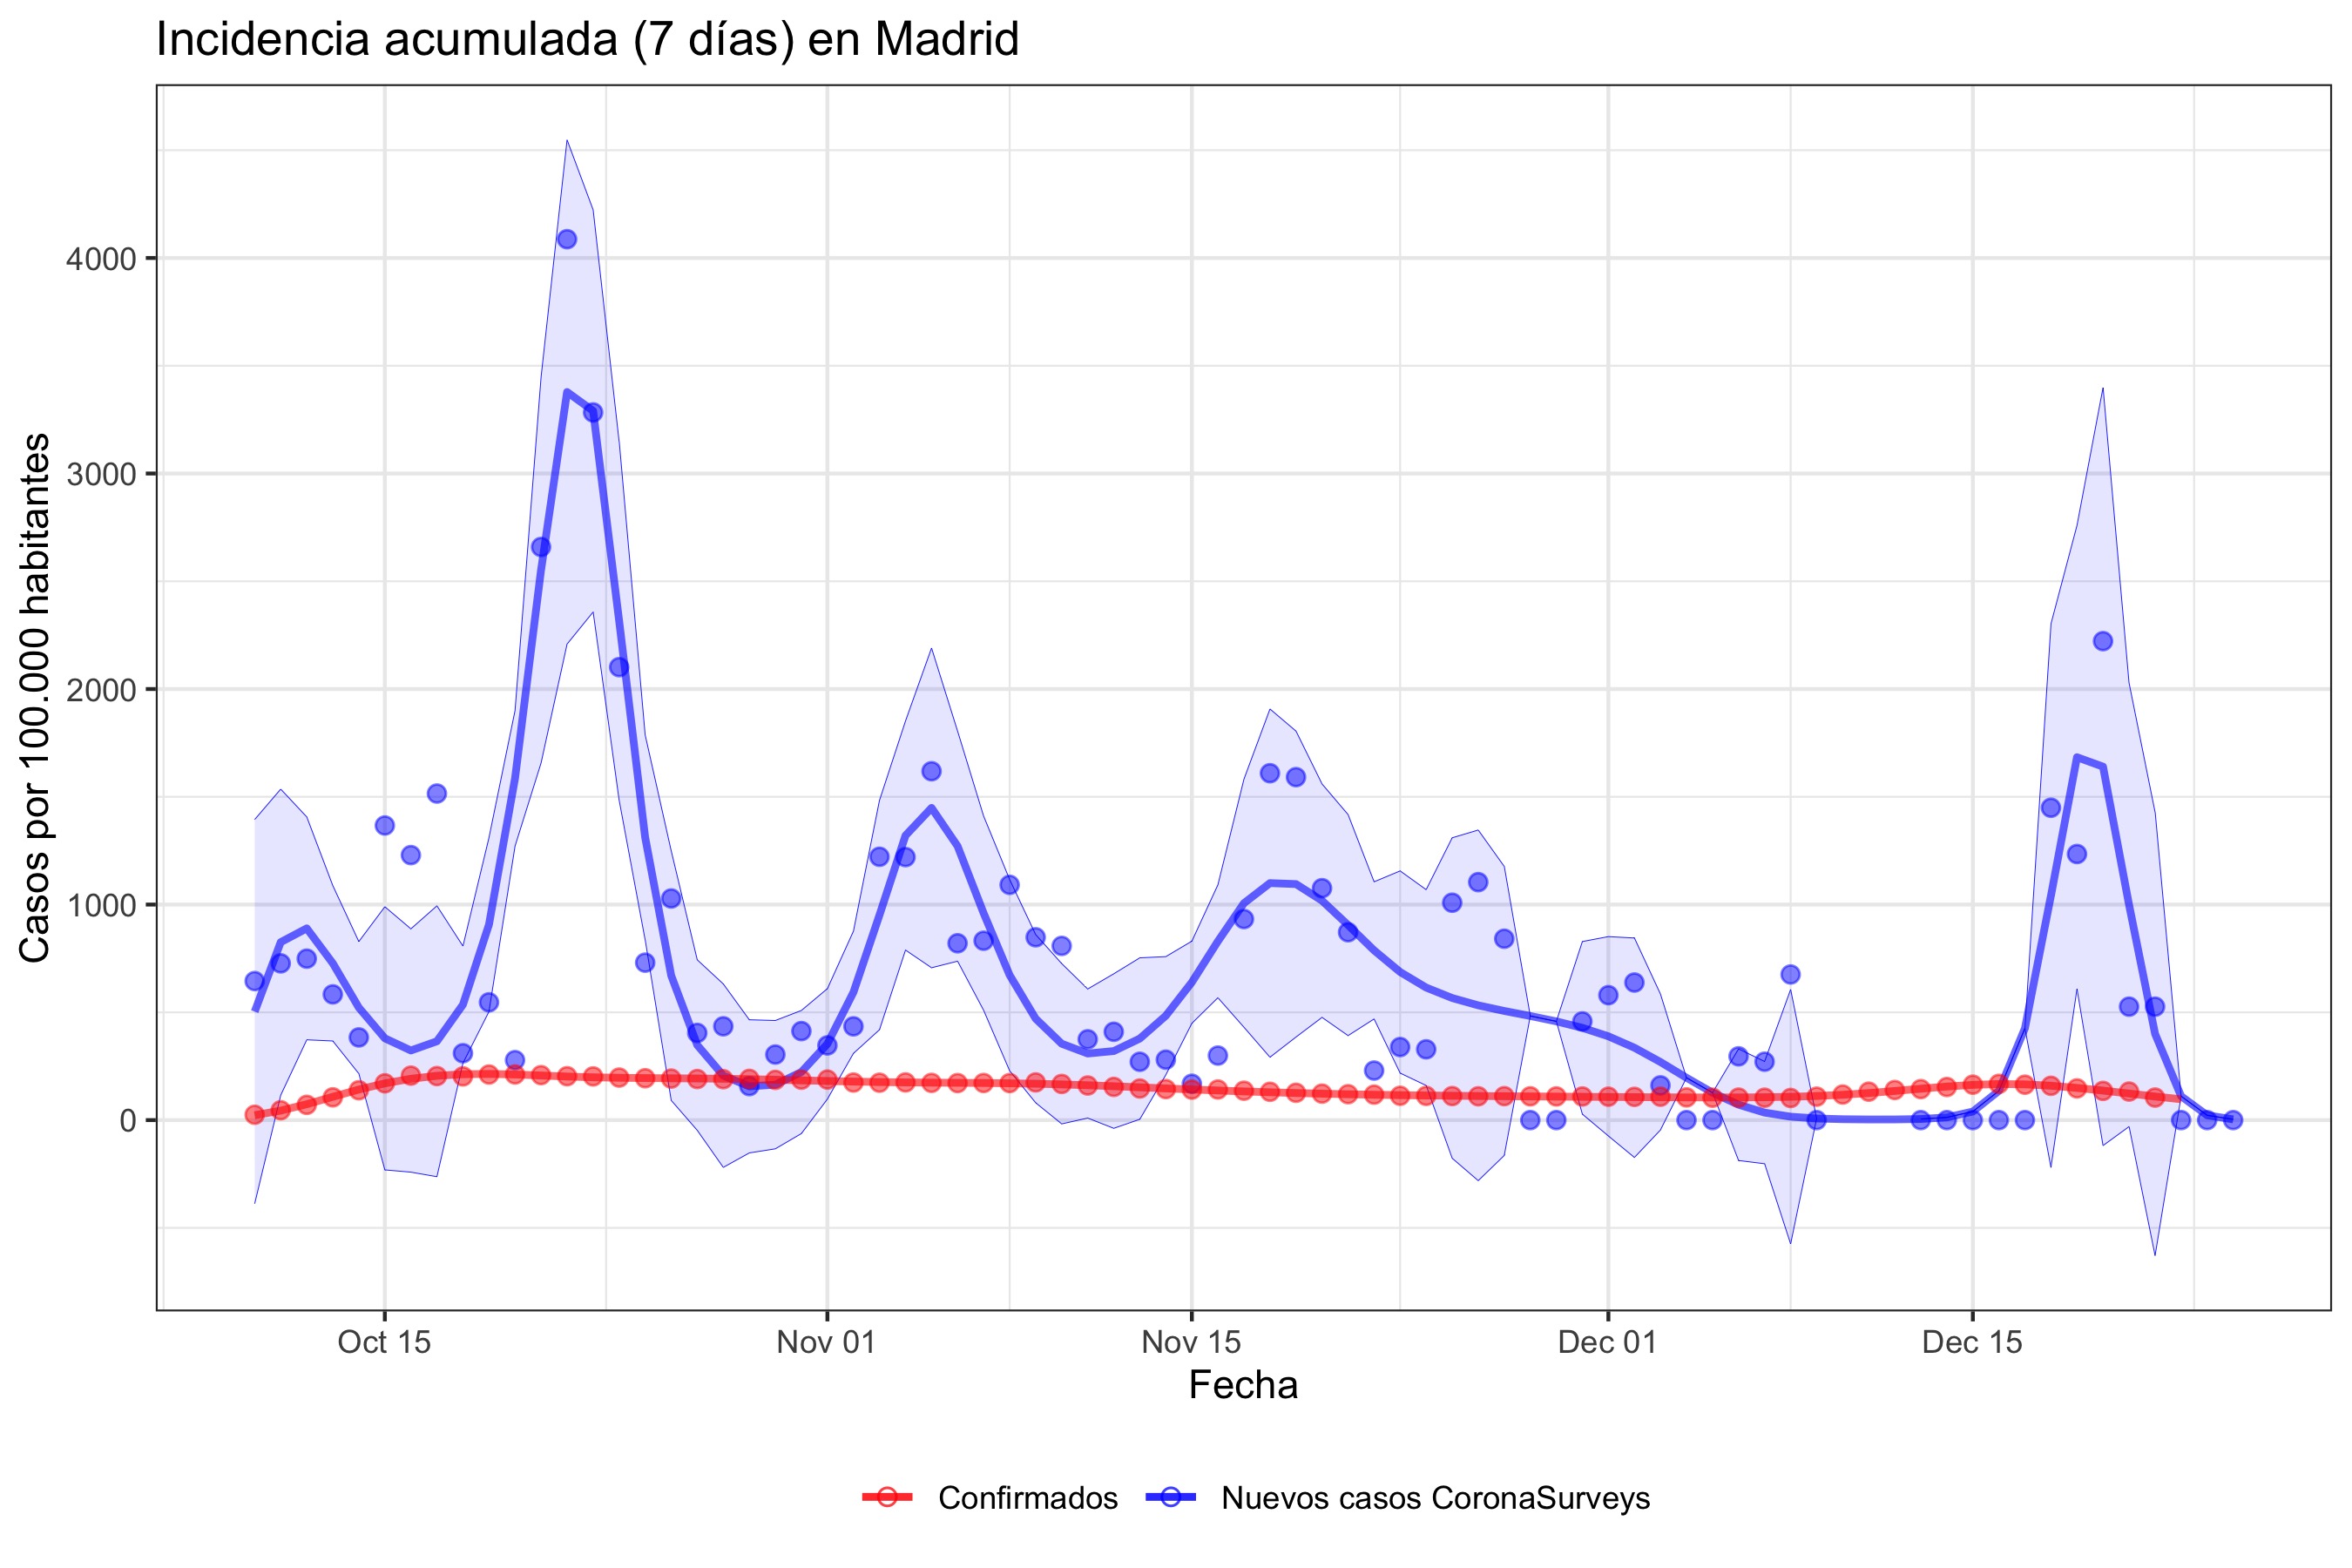 Incidencia acumulada (7 días) en Madrid
Casos por 100.000 habitantes
4000
3000
2000
1000
0
Oct 15
Nov 01
Nov 15
Dec 01
Dec 15
Fecha
Confirmados
Nuevos casos CoronaSurveys